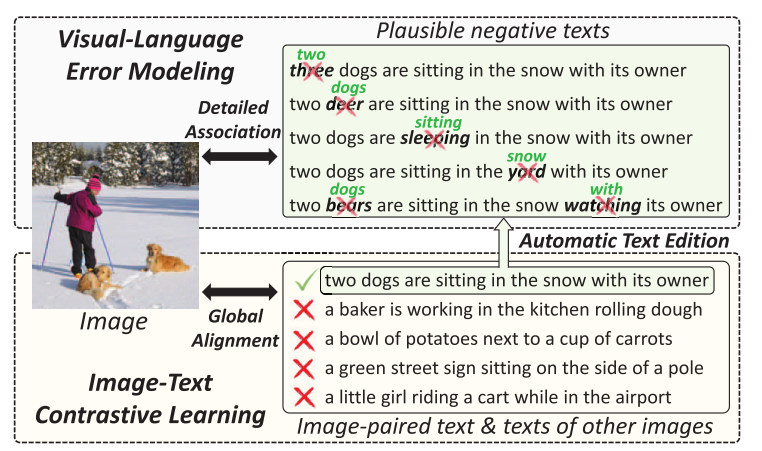 Visual-Language
Error Modeling
Plausible negative texts
two
three dogs are sitting in the snow with its owner
dogs
two deer are sitting in the snow with its owner
sitting
two dogs are sleeping in the snow with its owner
snow
two dogs are sitting in the yard with its owner
dogs with
two bears are sitting in the snow watching its owner
Detailed
Association
Automatic Text Edition
Image
Global
Alignment
two dogs are sitting in the snow with its owner
a baker is working in the kitchen rolling dough
a bowl of potatoes next to a cup of carrots
a green street sign sitting on the side of a pole
a little girl riding a cart while in the airport
Image-Text
Contrastive Learning
Image-paired text & texts of other images